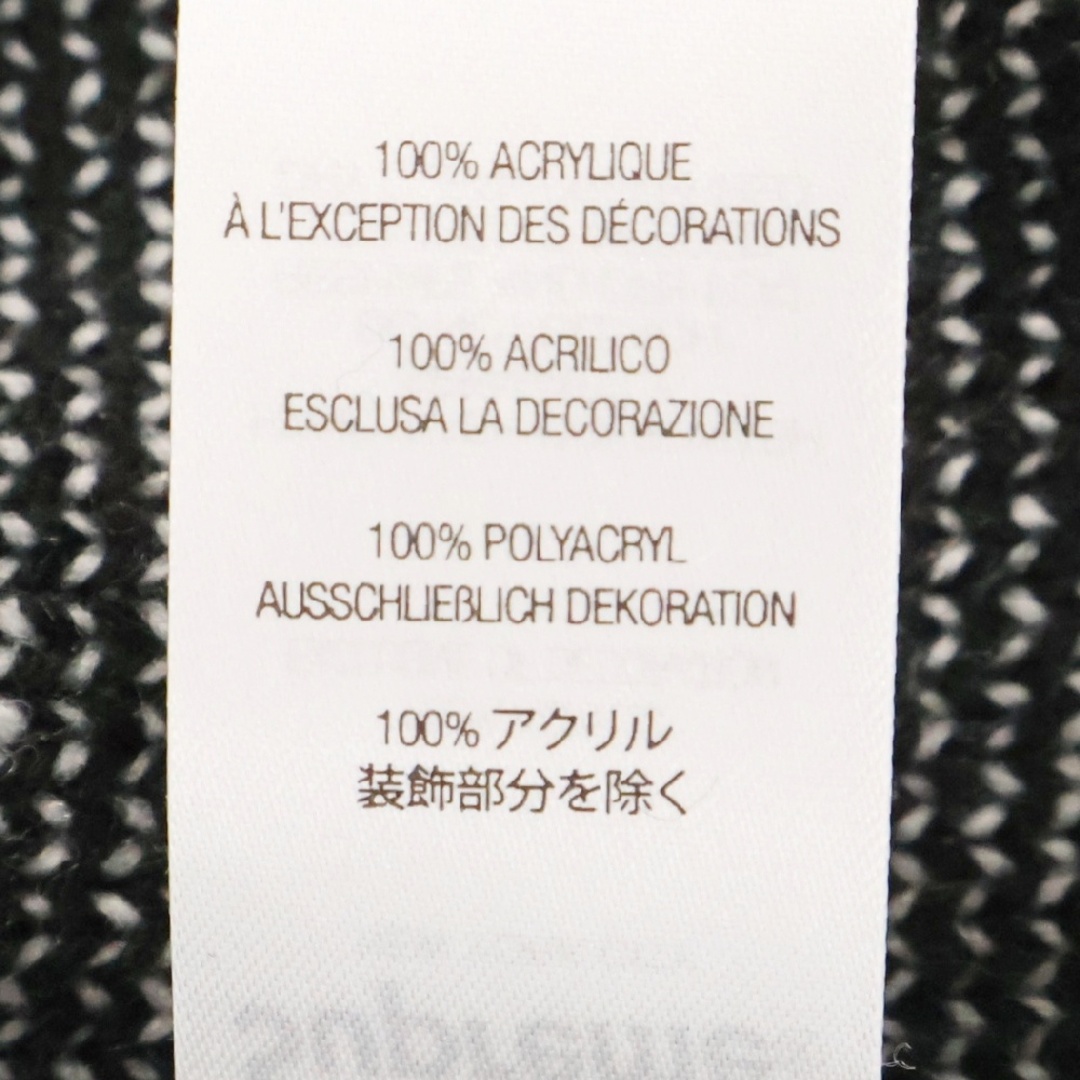 100% ACRYLIQUE
À L'EXCEPTION DES DÉCORATIONS
100% ACRILICO
ESCLUSA LA DECORAZIONE
100% POLYACRYL
AUSSCHLIEßLICH DEKORATION
100% アクリル
装飾部分を除く